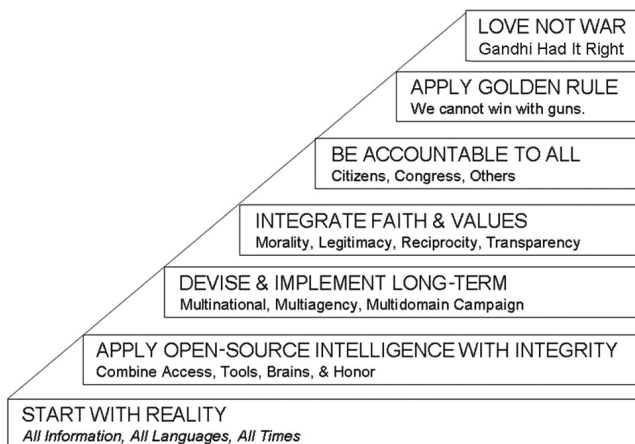 LOVE NOT WAR
Gandhi Had It Right
APPLY GOLDEN RULE
We cannot win with guns.
BE ACCOUNTABLE TO ALL
Citizens, Congress, Others
INTEGRATE FAITH & VALUES
Morality, Legitimacy, Reciprocity, Transparency
DEVISE & IMPLEMENT LONG-TERM
Multinational, Multiagency, Multidomain Campaign
APPLY OPEN-SOURCE INTELLIGENCE WITH INTEGRITY
Combine Access, Tools, Brains, & Honor
START WITH REALITY
All Information, All Languages, All Times